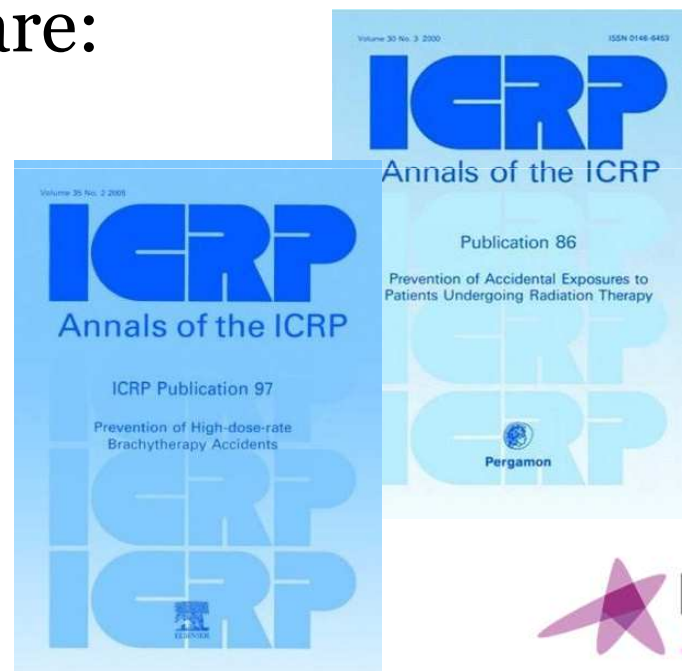 are:
Volume 30 No. 3 2000 ISSN 0146-6453
ICRP
Annals of the ICRP
Publication 86
Prevention of Accidental Exposures to
Patients Undergoing Radiation Therapy
Pergamon
Volume 35 No. 2 2005
ICRP
Annals of the ICRP
ICRP Publication 97
Prevention of High-dose-rate
Brachytherapy Accidents
ELSEVIER